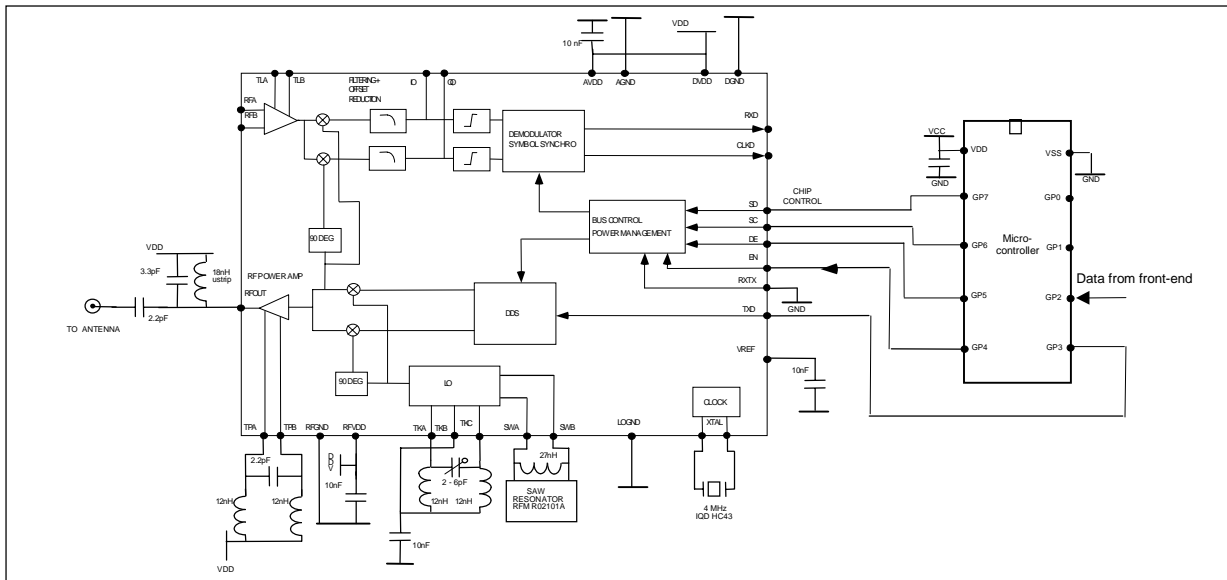 VDD
10 nF
TLA
TLB
FILTERING+
OFFSET
REDUCTION
IO
QO
AVDD
AGND
DVDD
DGND
RFA
RFB
DEMODULATOR
SYMBOL SYNCHRO
RXD
CLKD
VCC
VDD
VSS
GND
GND
CHIP
CONTROL
SD
SC
DE
EN
RXTX
TXD
VREF
GND
GP7
GP0
GP6
Micro-
controller
GP1
GP5
GP2
Data from front-end
GP4
GP3
90 DEG
BUS CONTROL
POWER MANAGEMENT
VDD
3.3pF
18nH
ustrip
RF POWER AMP
RFOUT
2.2pF
TO ANTENNA
DDS
10nF
90 DEG
LO
CLOCK
XTAL
TPA
TPB
RFGND
RFVDD
TKA
TKB
TKC
SWA
SWB
LOGND
2.2pF
VDD
10nF
12nH
12nH
VDD
2 - 6pF
12nH
12nH
10nF
27nH
SAW
RESONATOR
RFM R02101A
4 MHz
IQD HC43